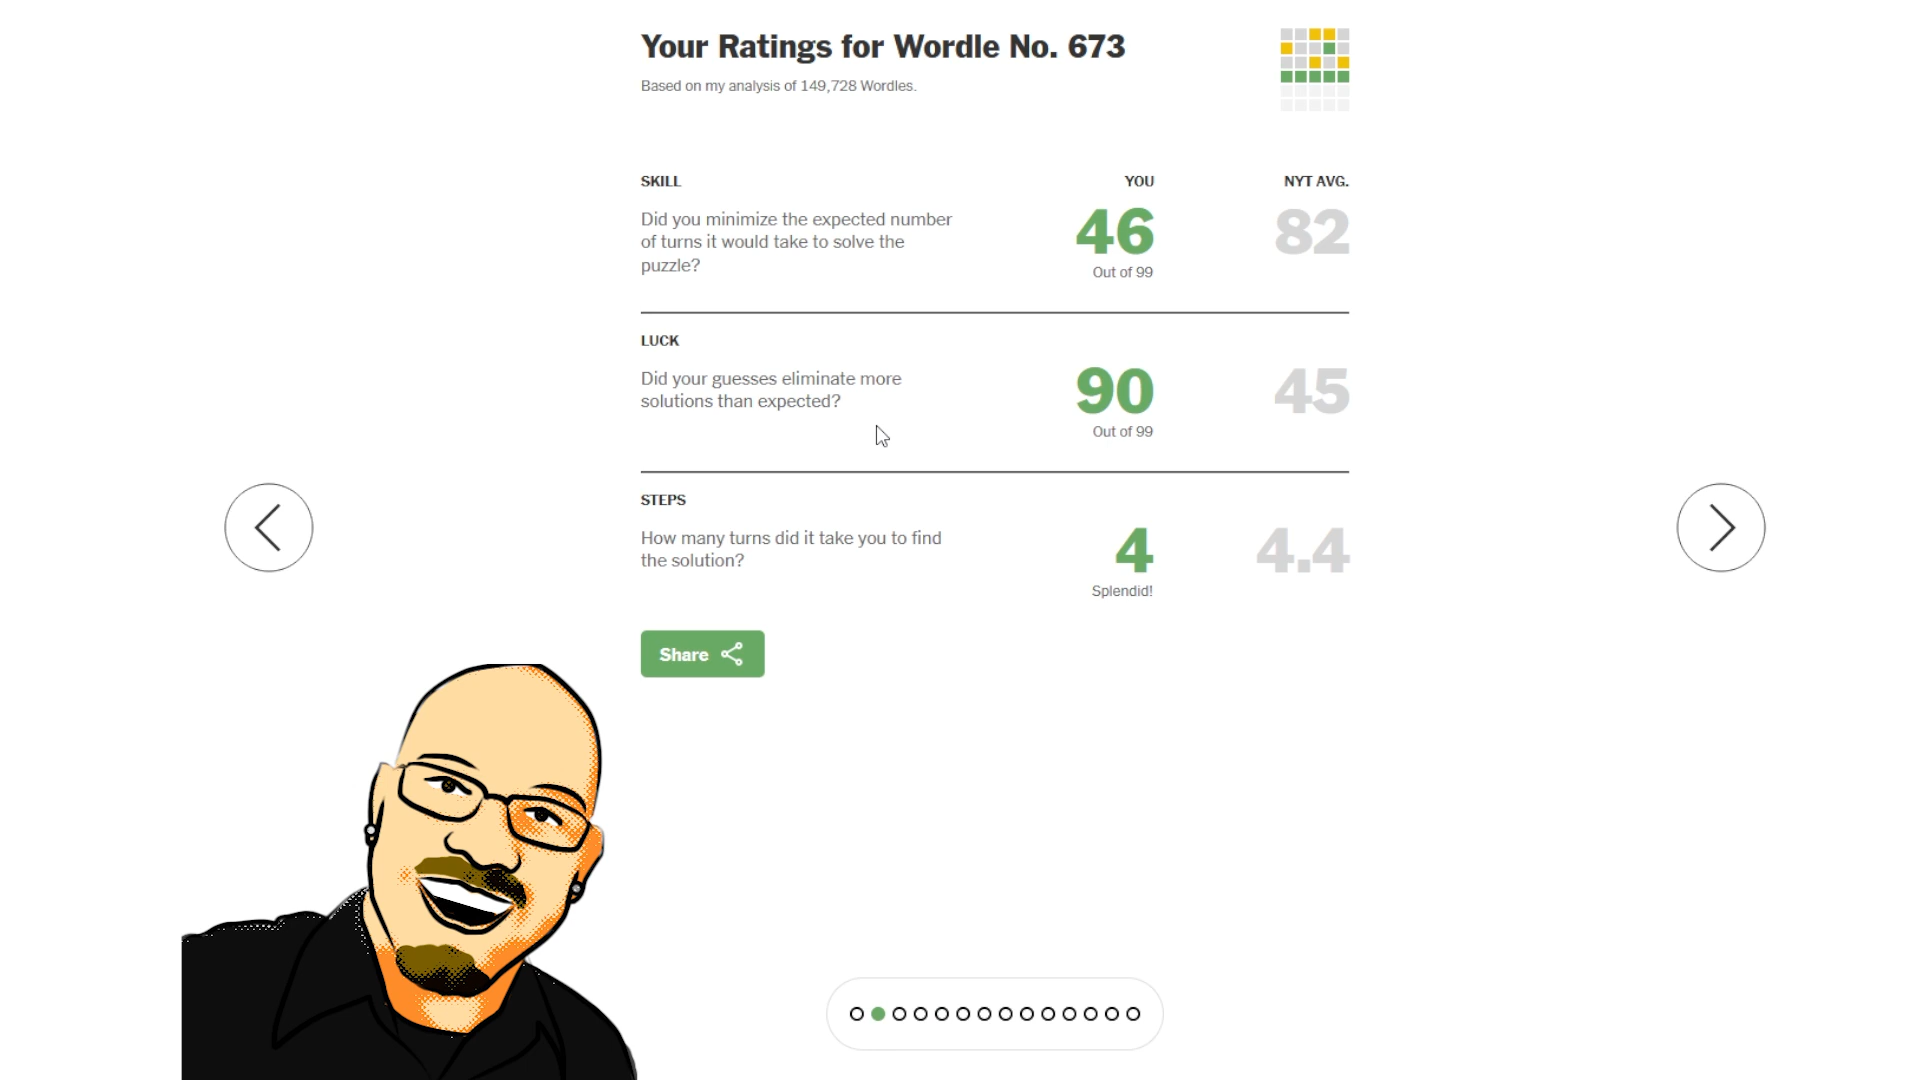 Your Ratings for Wordle No. 673
Based on my analysis of 149,728 Wordles.
SKILL YOU NYT AVG.
Did you minimize the expected number
of turns it would take to solve the
puzzle?
46 82
Out of 99
LUCK
Did your guesses eliminate more
solutions than expected?
90 45
Out of 99
STEPS
How many turns did it take you to find
the solution?
4 4.4
Splendid!
Share